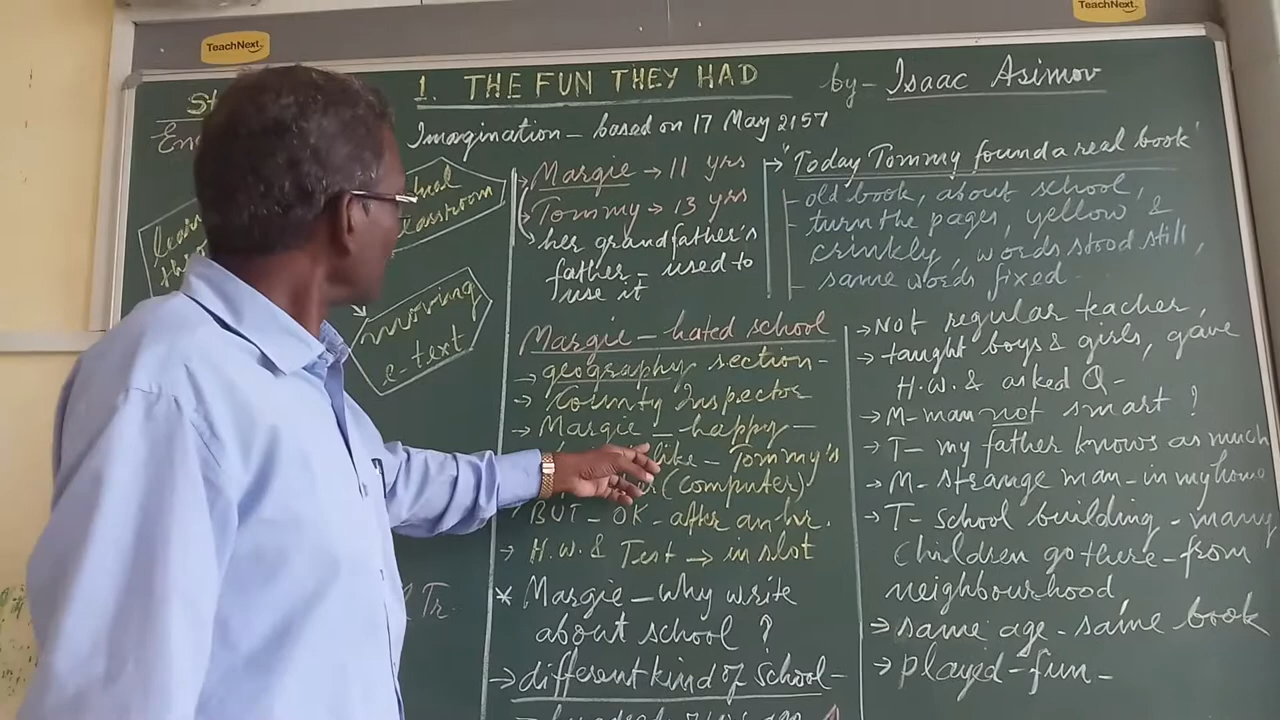 TeachNext
TeachNext
1. THE FUN THEY HAD
by - Isaac Asimov
Imagination - based on 17 May 2157
St
En
classroom
moving
e-text
Tr.
→ Margie → 11 yrs
→ Tommy → 13 yrs
her grandfather's
father - used to
use it
→ "Today Tommy found a real book"
- old book, about school,
- turn the pages, yellow &
crinkly, words stood still,
- same words fixed.
Margie - hated school
→ geography section -
→ County Inspector
→ Margie - happy -
like - Tommy's
(computer)
BUT - OK - after an hr.
→ H.W. & Test → in slot
* Margie - why write
about school ?
→ different kind of school -
→ Not regular teacher,
→ taught boys & girls, gave
H.W. & asked Q -
→ M - man not smart ?
→ T - my father knows as much
→ M - strange man - in my home
→ T - school building - many
children go there - from
neighbourhood,
→ same age - same book
→ played - fun -